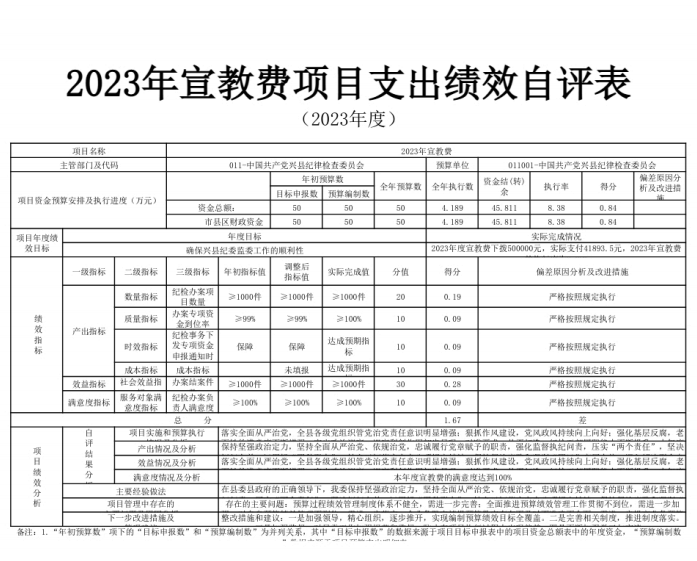 2023年宣教费项目支出绩效自评表
（2023年度）
项目名称 2023年宣教费
主管部门及代码 011-中国共产党兴县纪律检查委员会 预算单位 011001-中国共产党兴县纪律检查委员会
项目资金预算安排及执行进度（万元） 年初预算数 全年预算数 全年执行数 资金结(转)余 执行率 得分 偏差原因分析及改进措施
目标申报数 预算编制数
资金总额： 50 50 50 4.189 45.811 8.38 0.84
市县区财政资金 50 50 50 4.189 45.811 8.38 0.84
项目年度绩效目标 年度目标 实际完成情况
确保兴县纪委监委工作的顺利性 2023年度宣教费下拨500000元，实际支付41893.5元，2023年宣教费
绩效指标 一级指标 二级指标 三级指标 年初指标值 调整后指标值 实际完成值 分值 得分 偏差原因分析及改进措施
产出指标 数量指标 纪检办案项目数量 ≥1000件 ≥1000件 ≥1000件 20 0.19 严格按照规定执行
质量指标 办案专项资金到位率 ≥99% ≥99% ≥100% 10 0.09 严格按照规定执行
时效指标 纪检事务下发专项资金申报通知时 保障 保障 达成预期指标 10 0.09 严格按照规定执行
成本指标 成本指标 未填报 达成预期指 10 0.09 严格按照规定执行
效益指标 社会效益指 办案结案件 ≥1000件 ≥1000件 ≥1000件 30 0.28 严格按照规定执行
满意度指标 服务对象满意度指标 纪检办案负责人满意度 ≥100% ≥100% ≥100% 10 0.09 严格按照规定执行
总 分 1.67 差
项目绩效分析 自评结果分 项目实施和预算执行 落实全面从严治党，全县各级党组织管党治党责任意识明显增强；狠抓作风建设，党风政风持续向上向好；强化基层反腐，老
产出情况及分析 保持坚强政治定力，坚持全面从严治党、依规治党，忠诚履行党章赋予的职责，强化监督执纪问责，压实“两个责任”，坚决
效益情况及分析 落实全面从严治党，全县各级党组织管党治党责任意识明显增强；狠抓作风建设，党风政风持续向上向好；强化基层反腐，老
满意度情况及分析 本年度宣教费的满意度达到100%
主要经验做法 在县委县政府的正确领导下，我委保持坚强政治定力，坚持全面从严治党、依规治党，忠诚履行党章赋予的职责，强化监督执
项目管理中存在的 存在的主要问题：预算过程绩效管理制度体系不健全，需进一步完善；全面推进预算绩效管理工作贯彻不到位，需进一步加
下一步改进措施及 整改措施和建议：一是加强领导，精心组织，逐步推开，实现编制预算绩效目标全覆盖。二是完善相关制度，推进制度落实。
备注：1.“年初预算数”项下的“目标申报数”和“预算编制数”为并列关系，其中“目标申报数”的数据来源于项目目标申报表中的项目资金总额表中的年度资金，“预算编制数